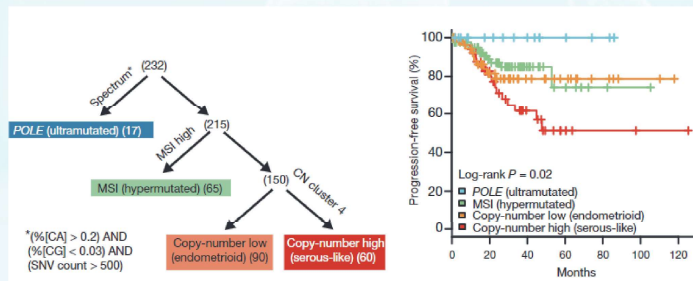 (232)
Spectrum*
POLE (ultramutated) (17)
(215)
MSI high
MSI (hypermutated) (65)
(150)
CN cluster 4
Copy-number low
(endometrioid) (90)
Copy-number high
(serous-like) (60)
*(%[CA] > 0.2) AND
(%[CG] < 0.03) AND
(SNV count > 500)
Progression-free survival (%)
100
80
60
40
20
0
Log-rank P = 0.02
POLE (ultramutated)
MSI (hypermutated)
Copy-number low (endometrioid)
Copy-number high (serous-like)
0 20 40 60 80 100 120
Months